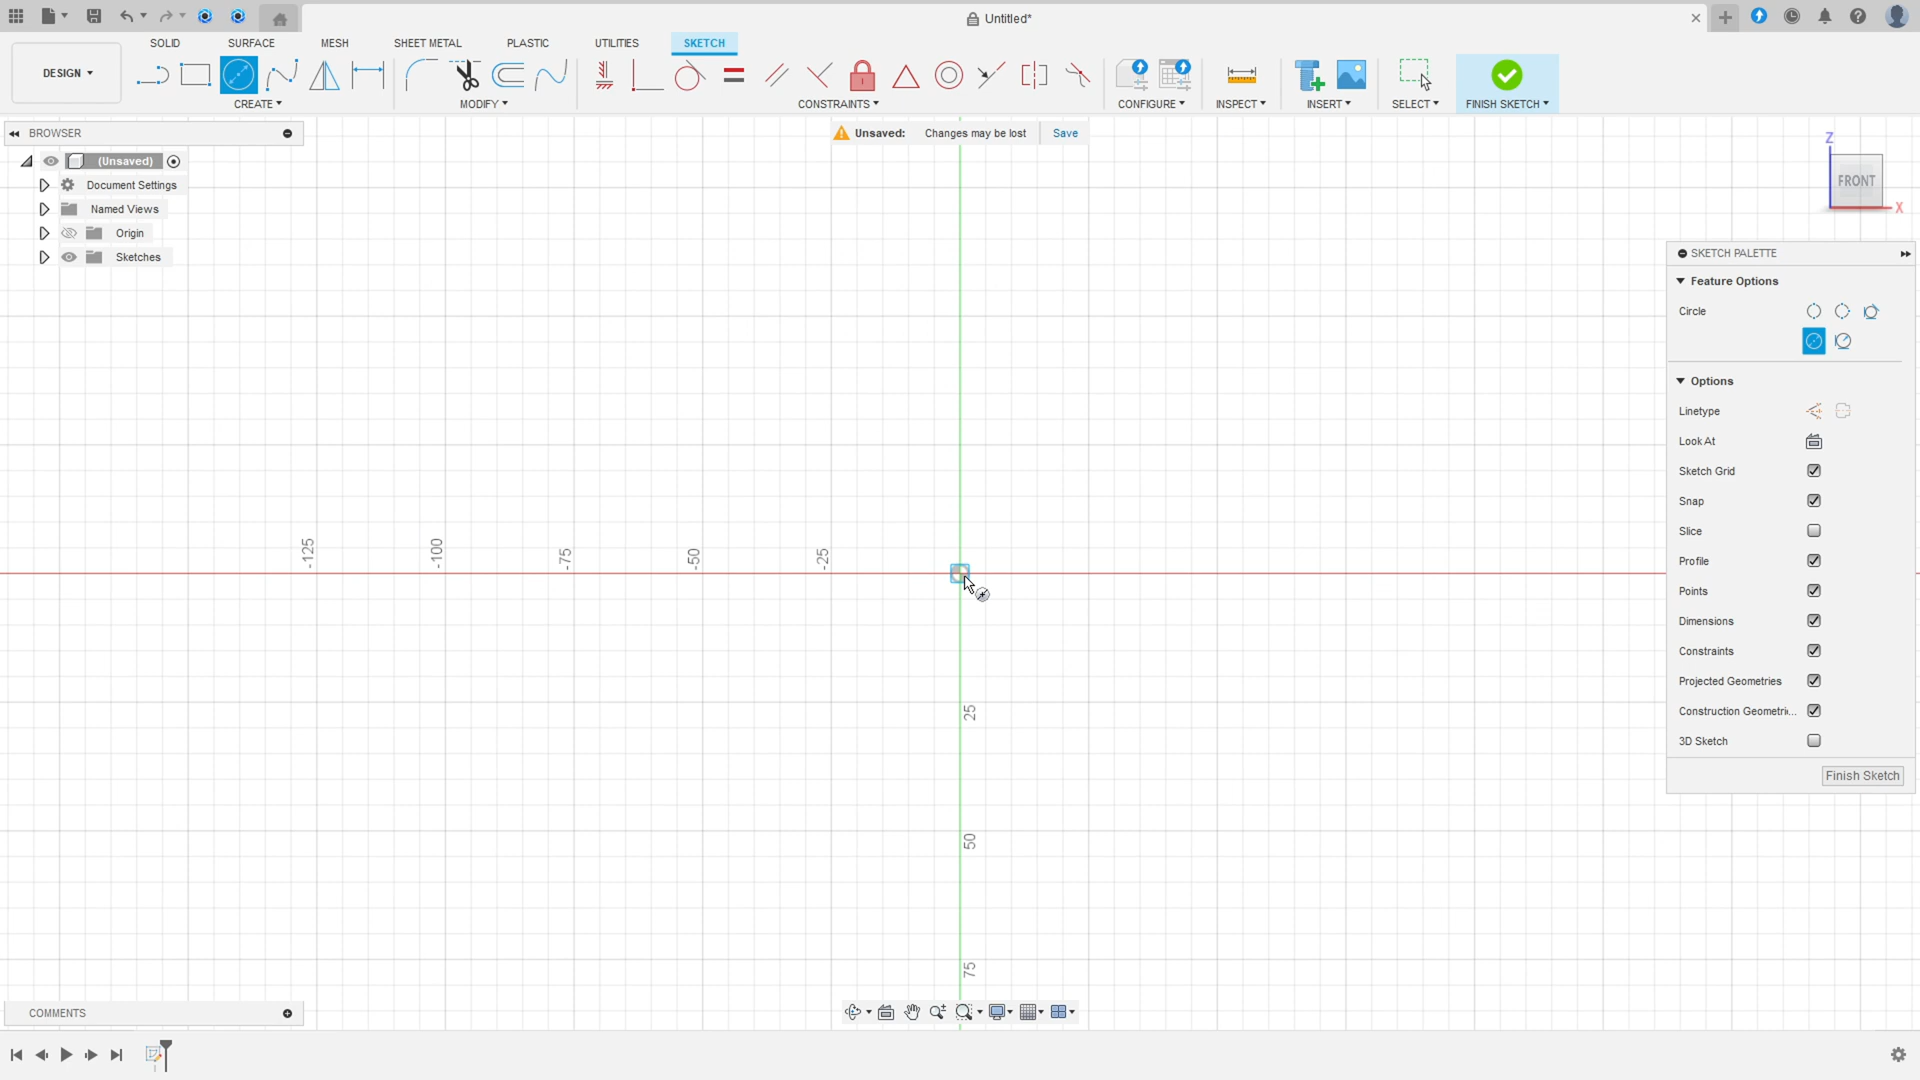 Untitled*
SOLID
SURFACE
MESH
SHEET METAL
PLASTIC
UTILITIES
SKETCH
DESIGN
CREATE
MODIFY
CONSTRAINTS
CONFIGURE
INSPECT
INSERT
SELECT
FINISH SKETCH
BROWSER
Unsaved: Changes may be lost Save
(Unsaved)
Document Settings
Named Views
Origin
Sketches
Z
FRONT
X
SKETCH PALETTE
Feature Options
Circle
Options
Linetype
Look At
Sketch Grid
Snap
Slice
Profile
Points
Dimensions
Constraints
Projected Geometries
Construction Geometri...
3D Sketch
Finish Sketch
-125
-100
-75
-50
-25
25
50
75
COMMENTS